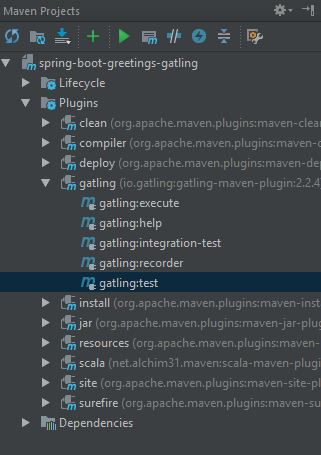 Maven Projects
spring-boot-greetings-gatling
Lifecycle
Plugins
clean (org.apache.maven.plugins:maven-clean
compiler (org.apache.maven.plugins:maven-c
deploy (org.apache.maven.plugins:maven-dep
gatling (io.gatling:gatling-maven-plugin:2.2.4
gatling:execute
gatling:help
gatling:integration-test
gatling:recorder
gatling:test
install (org.apache.maven.plugins:maven-inst
jar (org.apache.maven.plugins:maven-jar-plug
resources (org.apache.maven.plugins:maven-
scala (net.alchim31.maven:scala-maven-plugi
site (org.apache.maven.plugins:maven-site-pl
surefire (org.apache.maven.plugins:maven-su
Dependencies